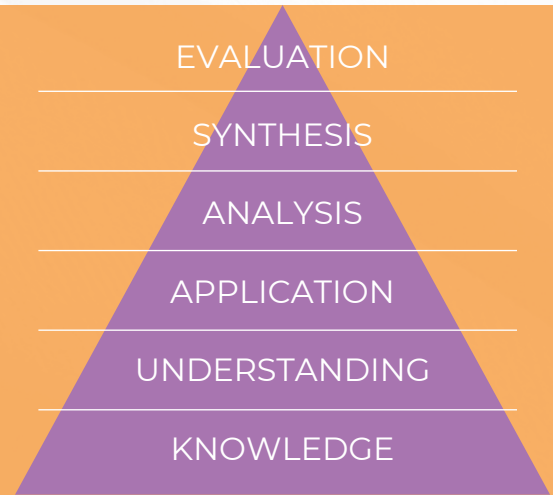 EVALUATION
SYNTHESIS
ANALYSIS
APPLICATION
UNDERSTANDING
KNOWLEDGE